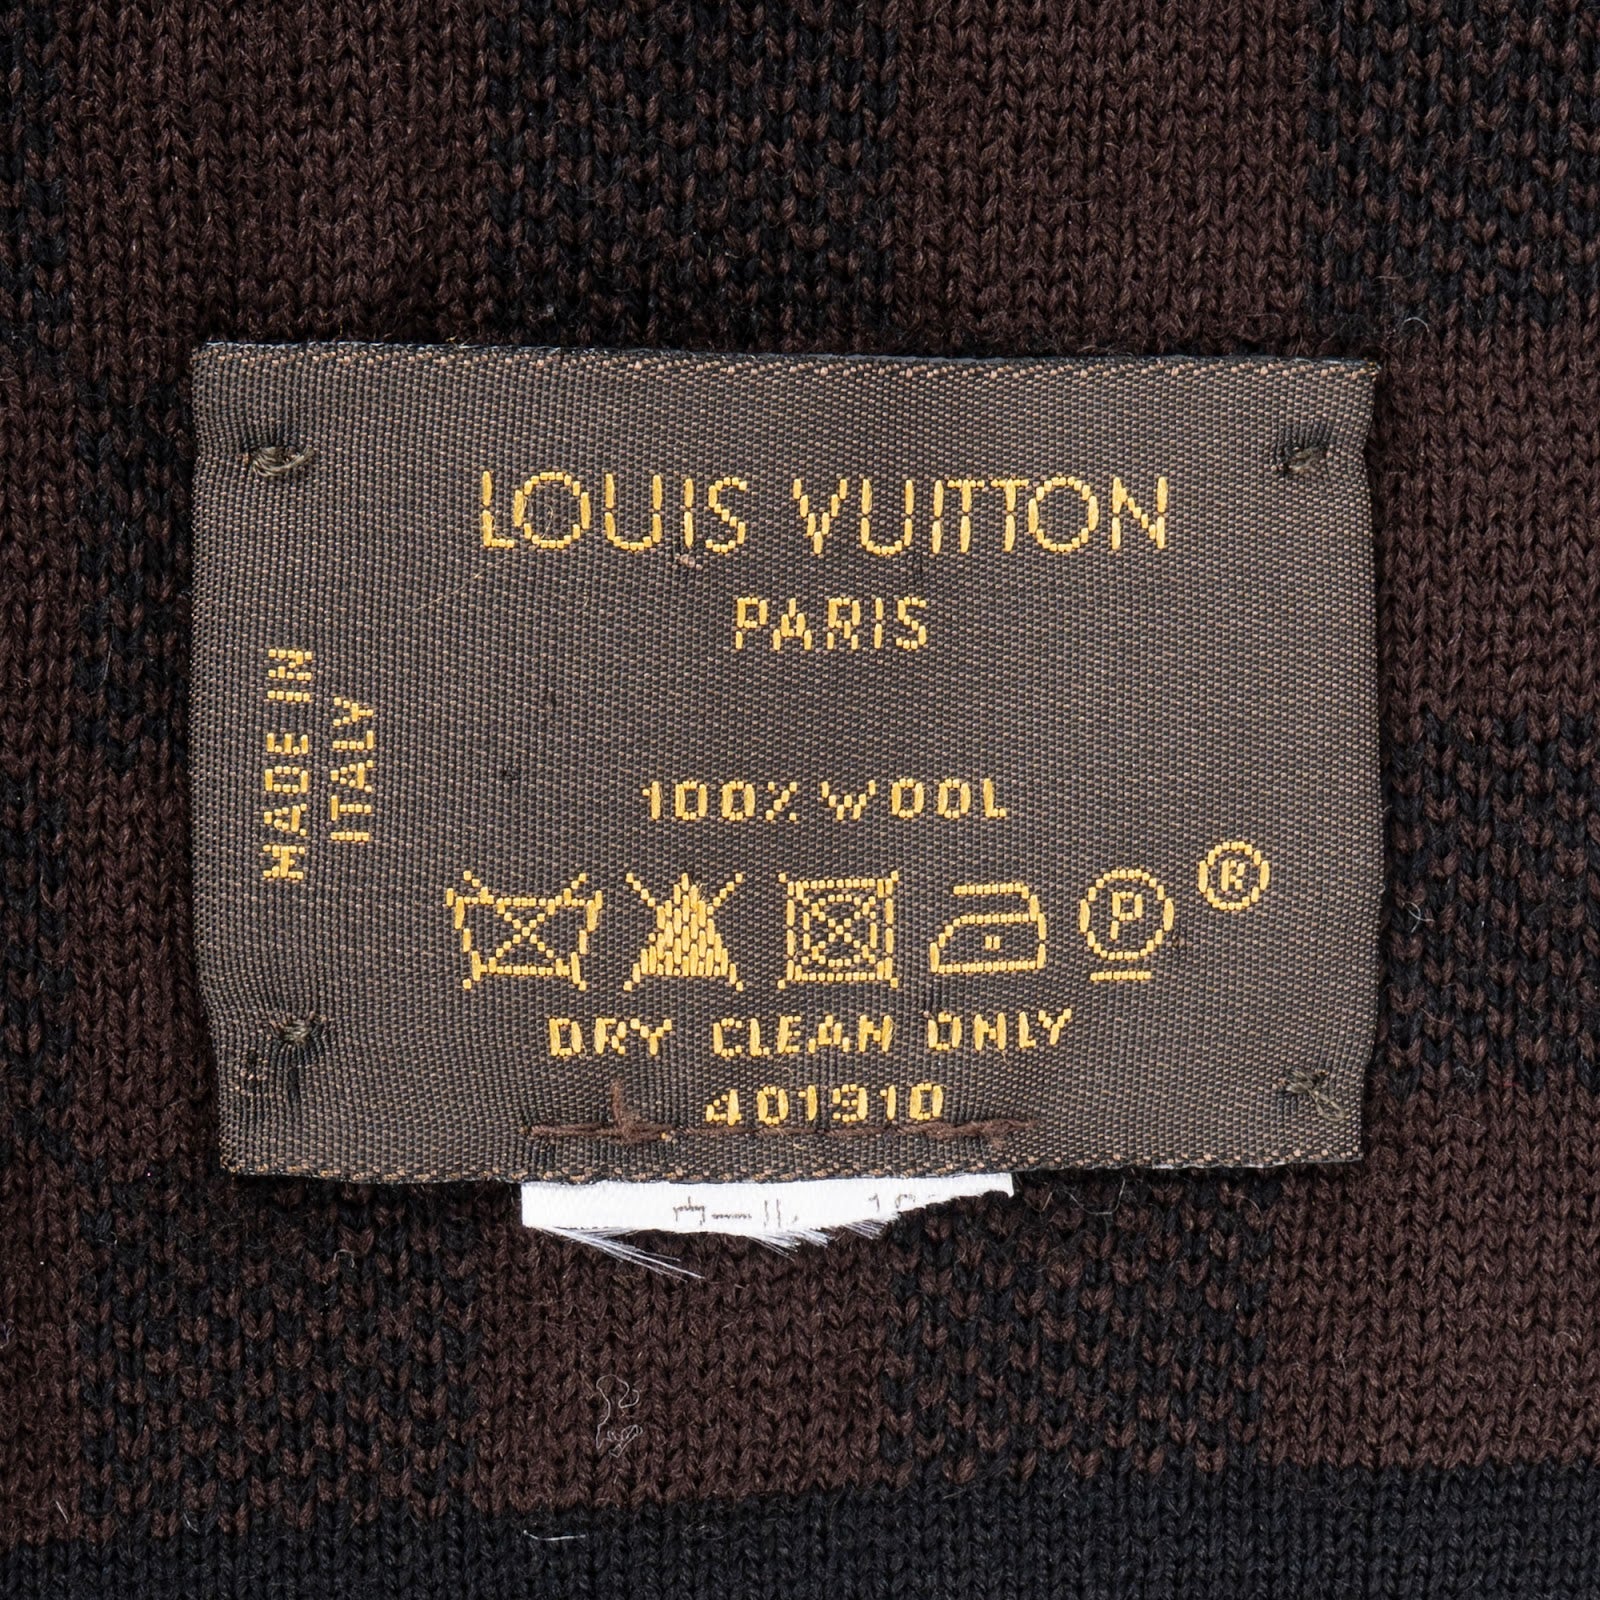 LOUIS VUITTON
PARIS
MADE IN
ITALY
100% WOOL
P
®
DRY CLEAN ONLY
401910